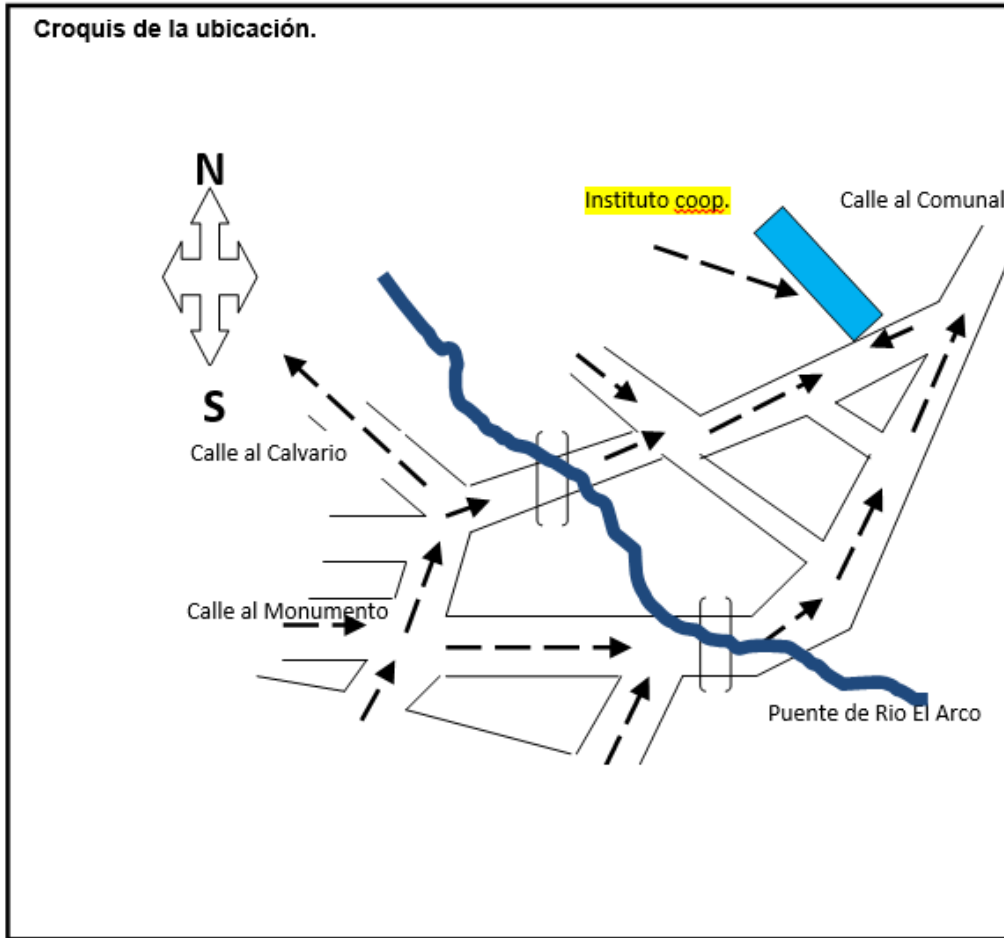 Croquis de la ubicación.
N
Instituto coop.
Calle al Comunal
S
Calle al Calvario
Calle al Monumento
Puente de Rio El Arco